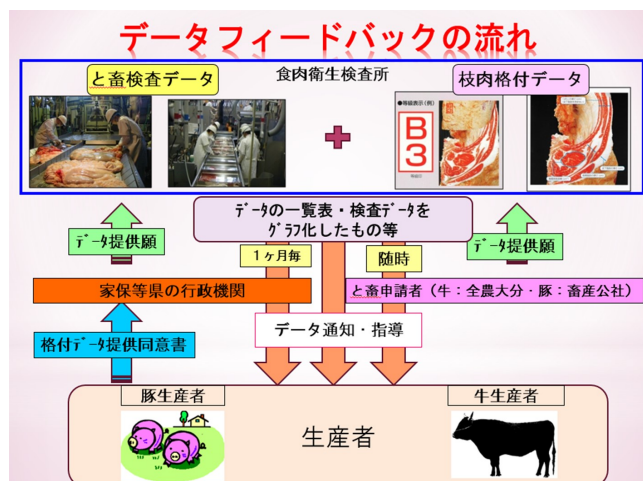 データフィードバックの流れ
と畜検査データ
食肉衛生検査所
枝肉格付データ
●等級表示(例)
B
3
データの一覧表・検査データを
グラフ化したもの等
データ提供願
データ提供願
1ヶ月毎
随時
家保等県の行政機関
と畜申請者(牛:全農大分・豚:畜産公社)
データ通知・指導
格付データ提供同意書
豚生産者
牛生産者
生産者